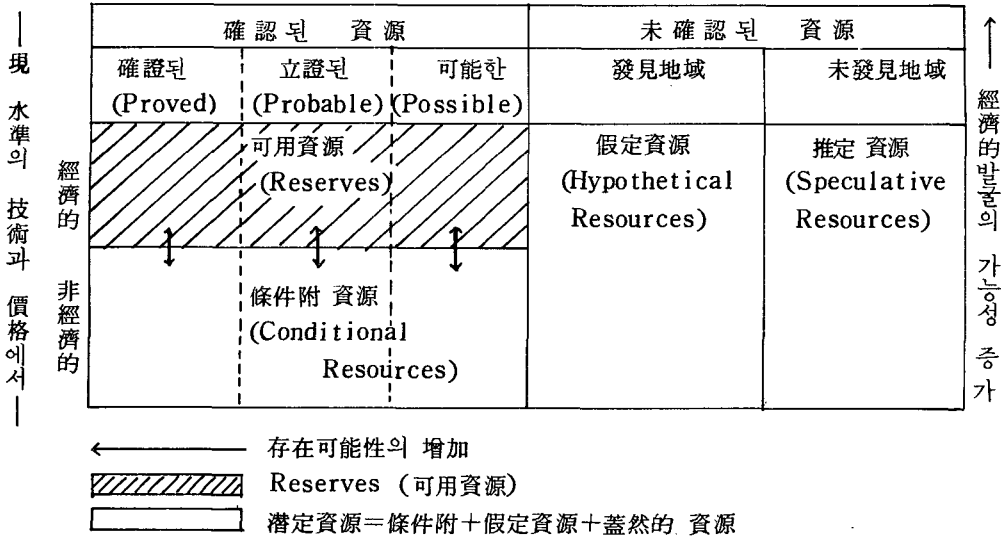 確認된 資源
未確認된 資源
確證된
(Proved)
立證된
(Probable)
可能한
(Possible)
發見地域
未發見地域
可用資源
(Reserves)
假定資源
(Hypothetical
Resources)
推定 資源
(Speculative
Resources)
條件附 資源
(Conditional
Resources)
現 水準의 技術과 價格에서
經濟的
非經濟的
經濟的발굴의 가능성 증가
存在可能性의 增加
Reserves (可用資源)
潛定資源=條件附+假定資源+蓋然的 資源